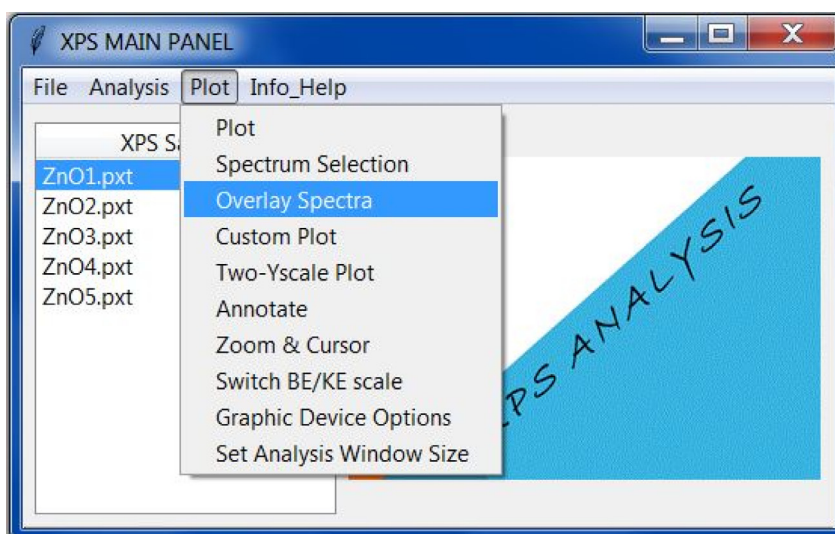 XPS MAIN PANEL
File Analysis Plot Info_Help
XPS
ZnO1.pxt
ZnO2.pxt
ZnO3.pxt
ZnO4.pxt
ZnO5.pxt
Plot
Spectrum Selection
Overlay Spectra
Custom Plot
Two-Yscale Plot
Annotate
Zoom & Cursor
Switch BE/KE scale
Graphic Device Options
Set Analysis Window Size
ANALYSIS